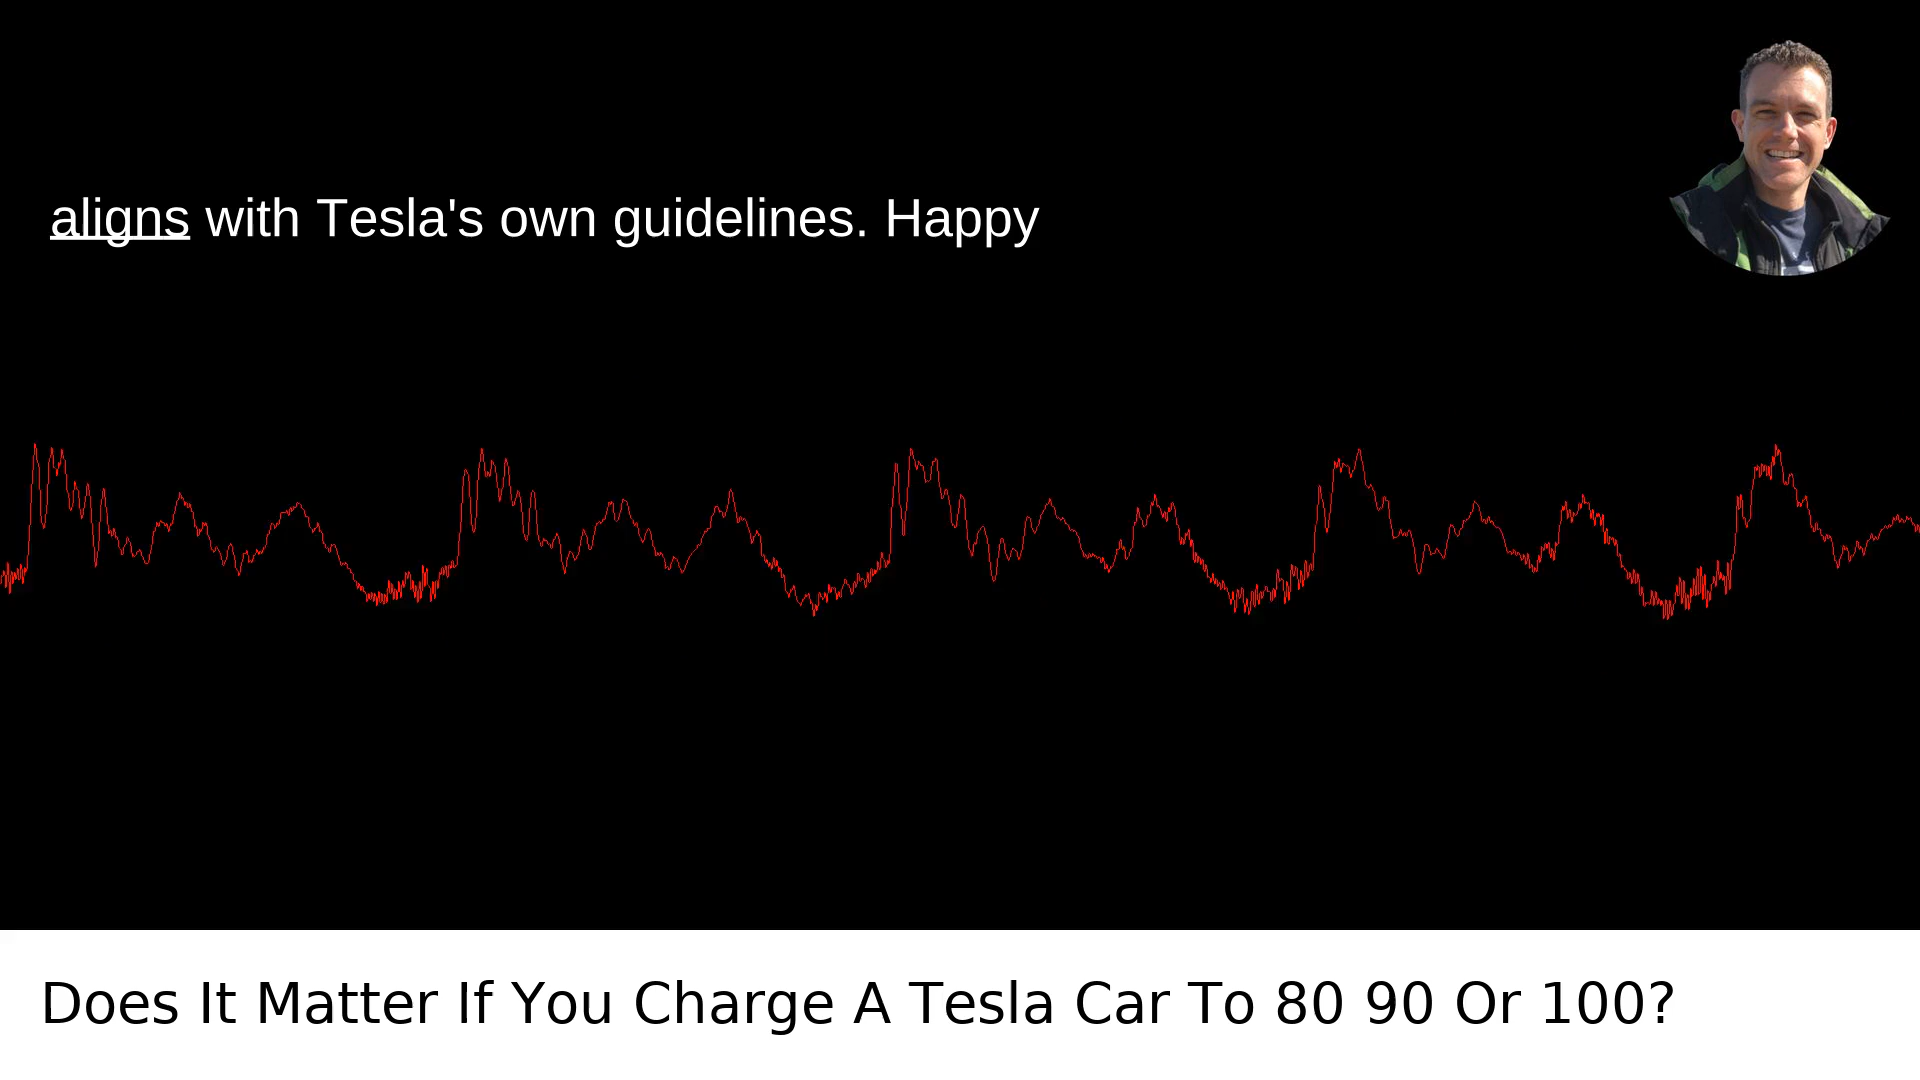 aligns with Tesla's own guidelines. Happy
Does It Matter If You Charge A Tesla Car To 80 90 Or 100?